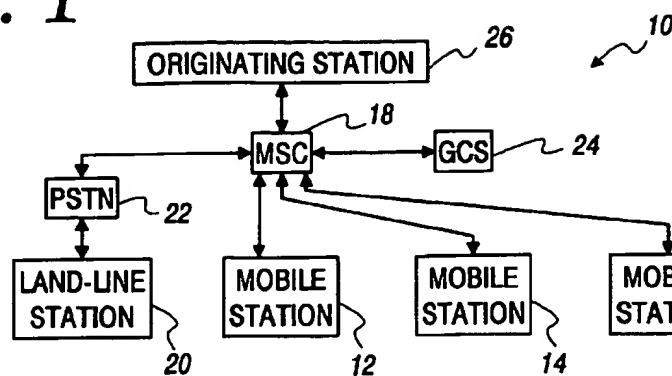 . 1
ORIGINATING STATION
26
10
18
MSC
GCS
24
PSTN
22
LAND-LINE
STATION
20
MOBILE
STATION
12
MOBILE
STATION
14
MOB
STAT